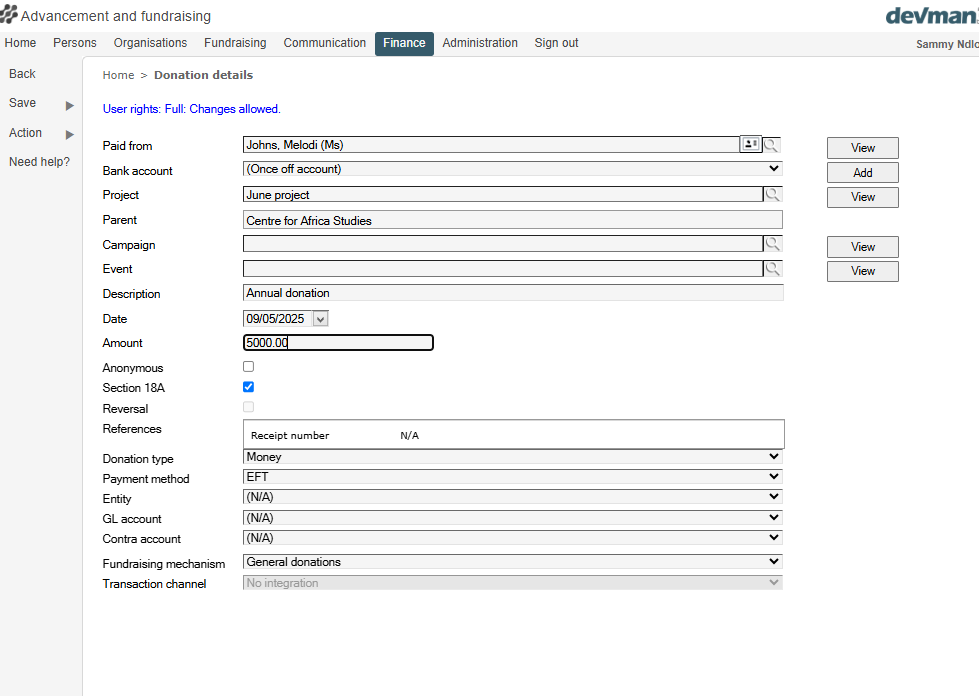 Advancement and fundraising
devman
Home Persons Organisations Fundraising Communication Finance Administration Sign out
Sammy Ndlo
Back
Save
Action
Need help?
Home > Donation details
User rights: Full: Changes allowed.
Paid from Johns, Melodi (Ms) View
Bank account (Once off account) Add
Project June project View
Parent Centre for Africa Studies
Campaign View
Event View
Description Annual donation
Date 09/05/2025
Amount 5000.00
Anonymous
Section 18A
Reversal
References Receipt number N/A
Donation type Money
Payment method EFT
Entity (N/A)
GL account (N/A)
Contra account (N/A)
Fundraising mechanism General donations
Transaction channel No integration